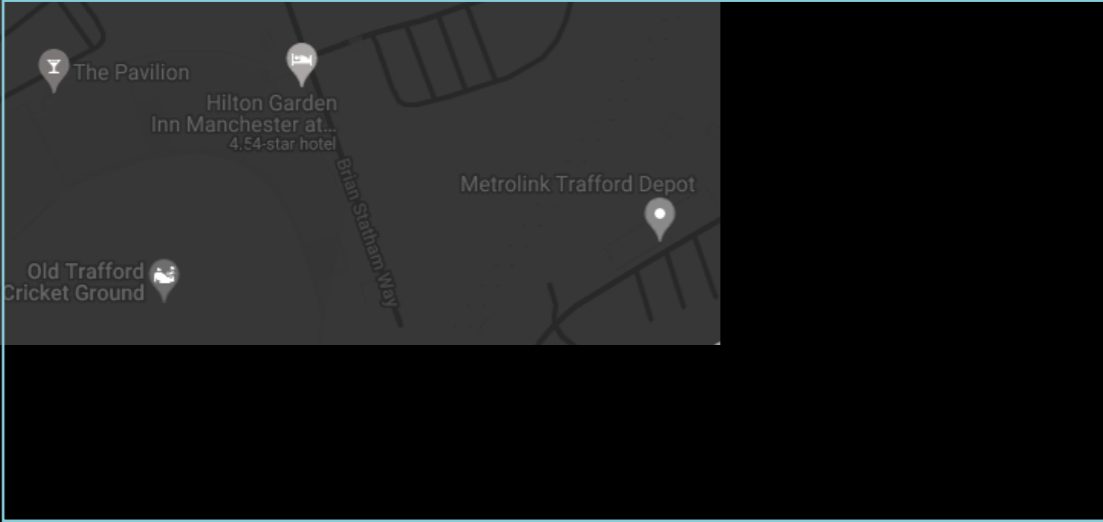 The Pavilion
Hilton Garden
Inn Manchester at...
4.54-star hotel
Brian Statham Way
Metrolink Trafford Depot
Old Trafford
Cricket Ground